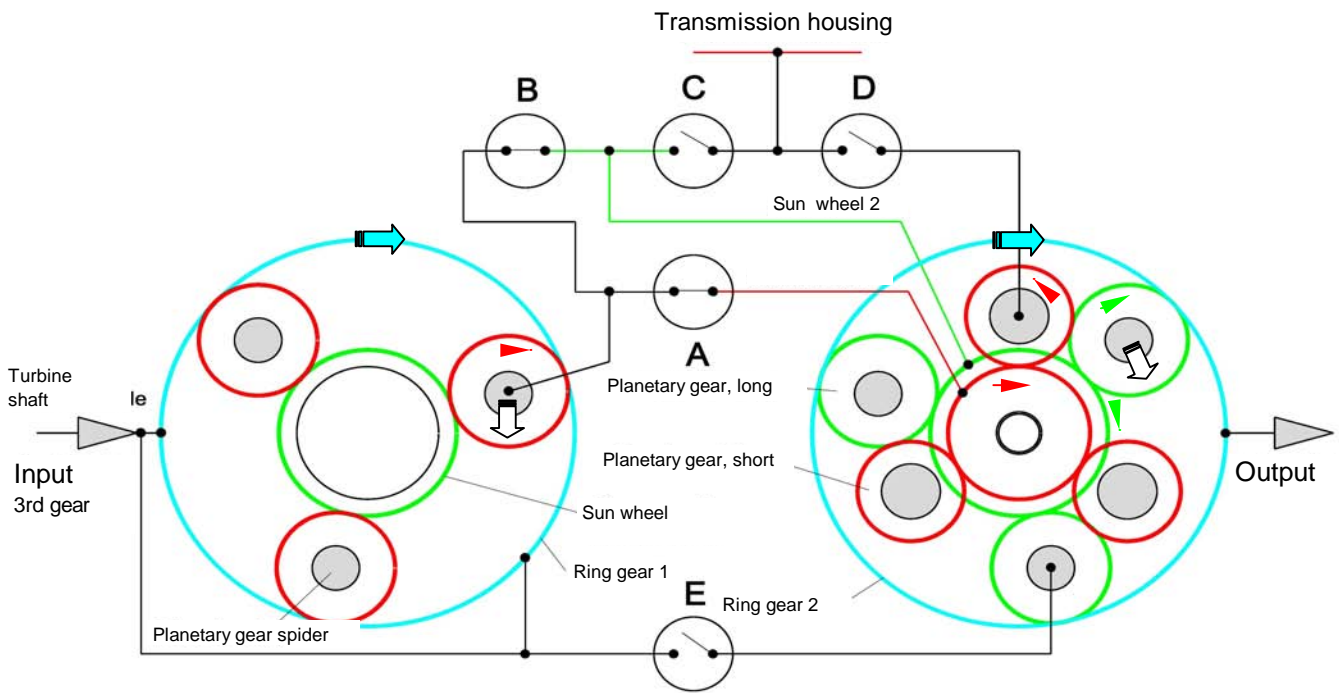 Transmission housing
B
C
D
Sun wheel 2
A
Turbine
shaft
Ie
Input
3rd gear
Planetary gear, long
Planetary gear, short
Output
Sun wheel
Ring gear 1
E
Ring gear 2
Planetary gear spider